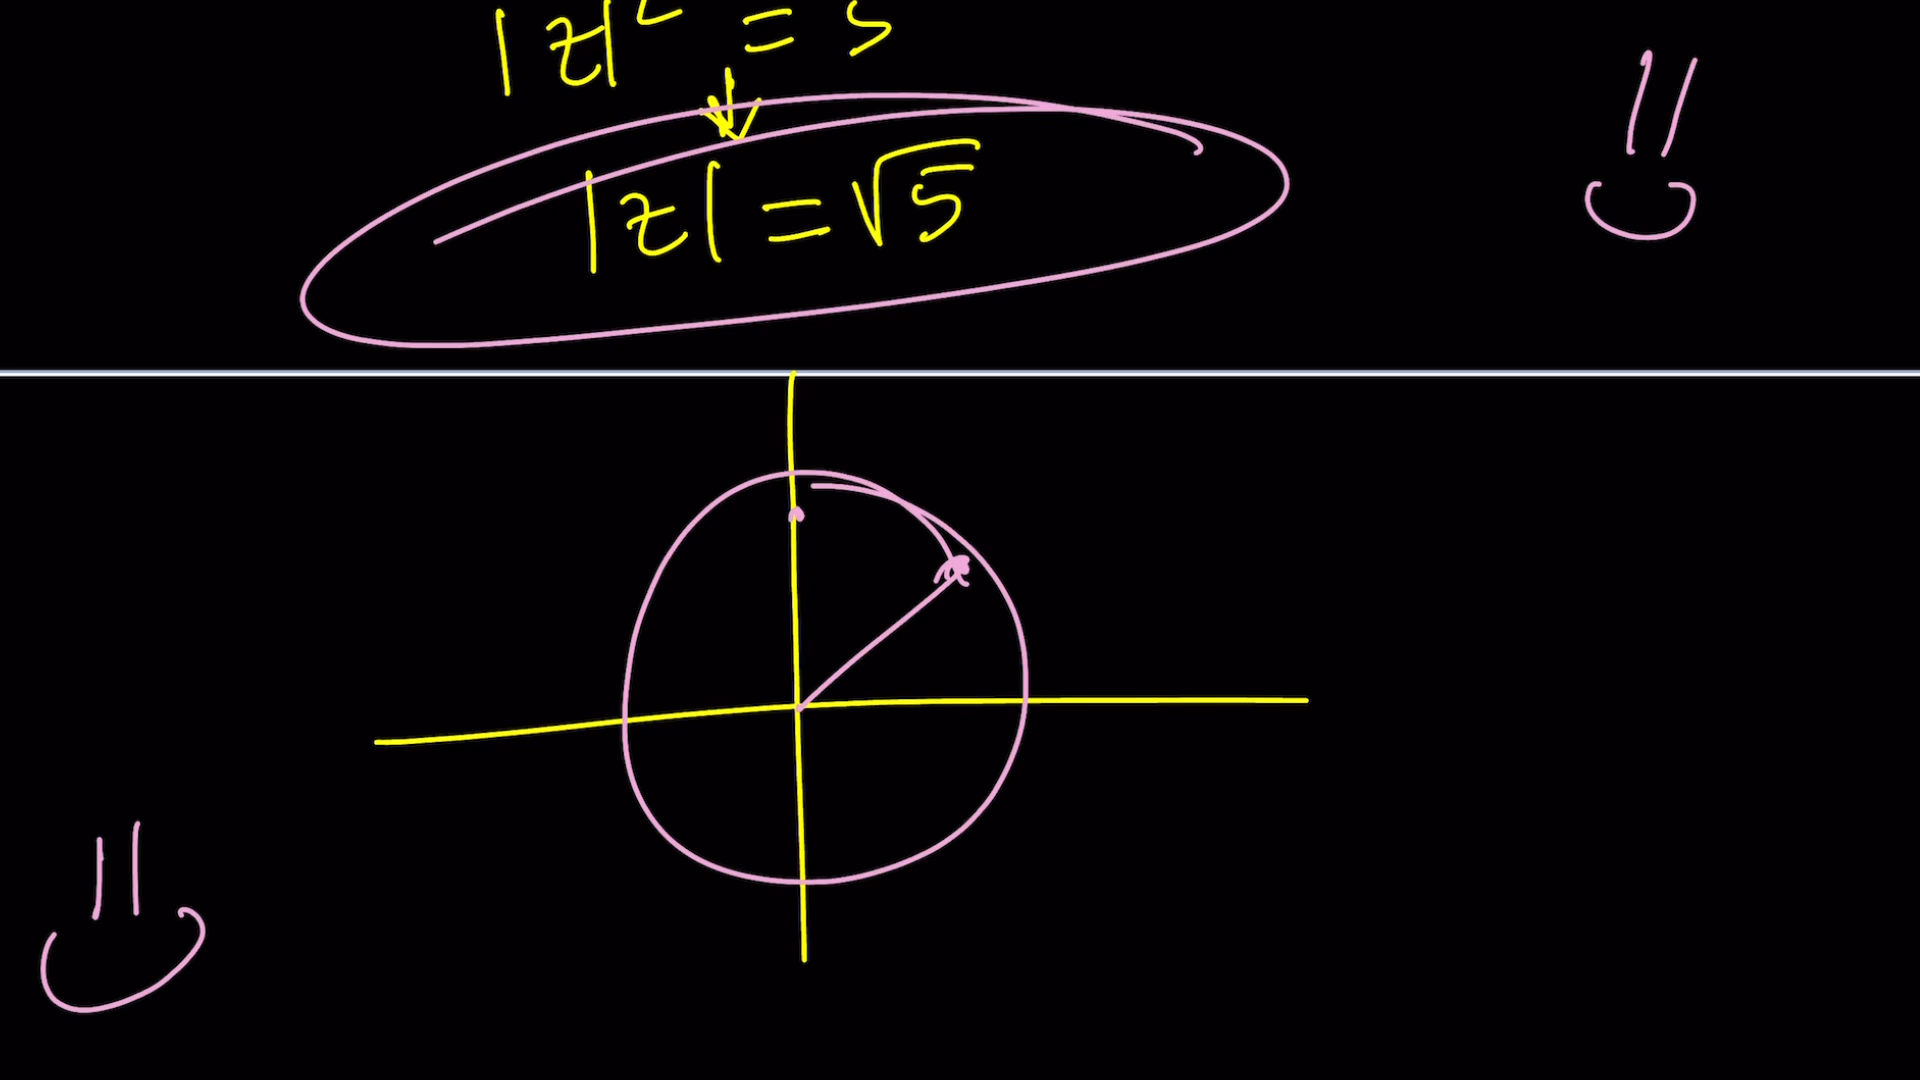 |z|² = 5
|z| = √5